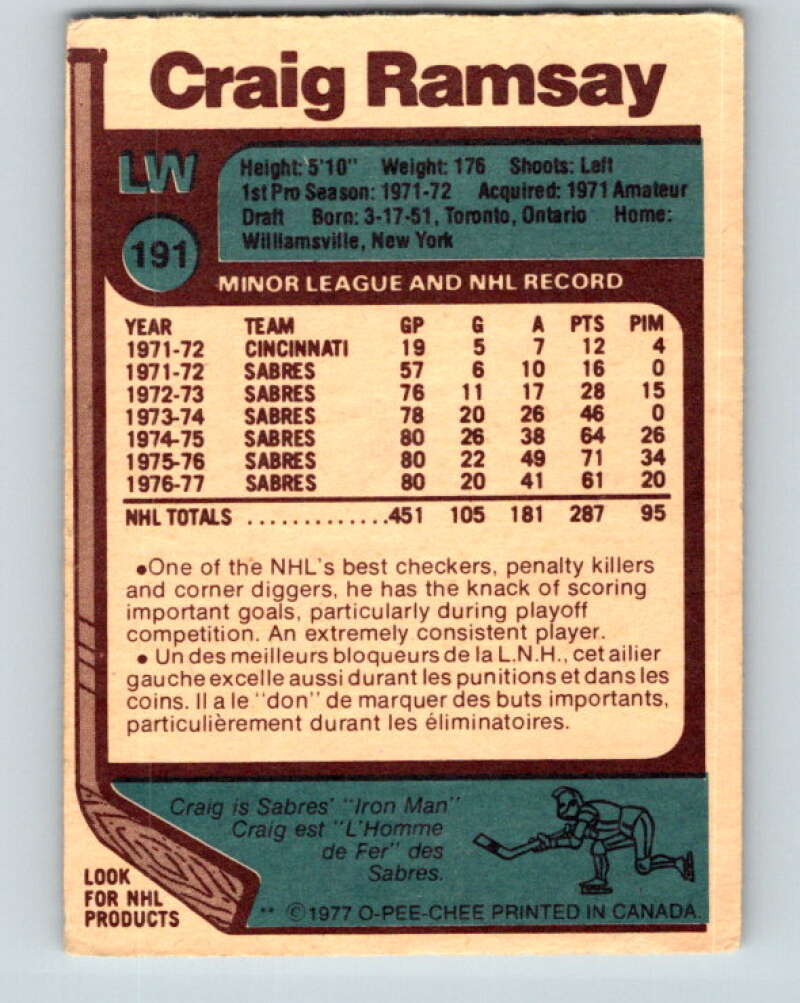 Craig Ramsay
LW
191
Height: 5'10" Weight: 176 Shoots: Left
1st Pro Season: 1971-72 Acquired: 1971 Amateur
Draft Born: 3-17-51, Toronto, Ontario Home:
Williamsville, New York
MINOR LEAGUE AND NHL RECORD
YEAR TEAM GP G A PTS PIM
1971-72 CINCINNATI 19 5 7 12 4
1971-72 SABRES 57 6 10 16 0
1972-73 SABRES 76 11 17 28 15
1973-74 SABRES 78 20 26 46 0
1974-75 SABRES 80 26 38 64 26
1975-76 SABRES 80 22 49 71 34
1976-77 SABRES 80 20 41 61 20
NHL TOTALS .............451 105 181 287 95
•One of the NHL's best checkers, penalty killers
and corner diggers, he has the knack of scoring
important goals, particularly during playoff
competition. An extremely consistent player.
• Un des meilleurs bloqueurs de la L.N.H., cet ailier
gauche excelle aussi durant les punitions et dans les
coins. Il a le "don" de marquer des buts importants,
particulièrement durant les éliminatoires.
Craig is Sabres' "Iron Man"
Craig est "L'Homme
de Fer" des
Sabres.
LOOK
FOR NHL
PRODUCTS
** ©1977 O-PEE-CHEE PRINTED IN CANADA.